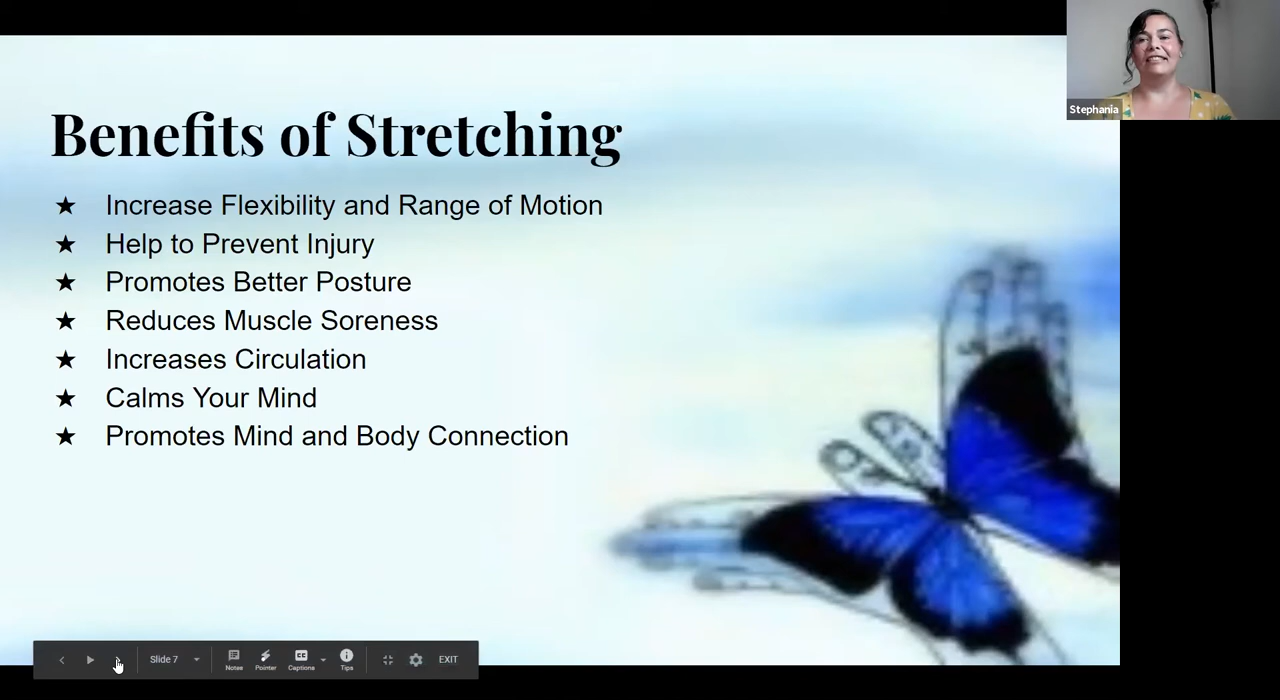 Stephania
Benefits of Stretching
★ Increase Flexibility and Range of Motion
★ Help to Prevent Injury
★ Promotes Better Posture
★ Reduces Muscle Soreness
★ Increases Circulation
★ Calms Your Mind
★ Promotes Mind and Body Connection
Slide 7
Notes
Pointer
Captions
Tips
EXIT